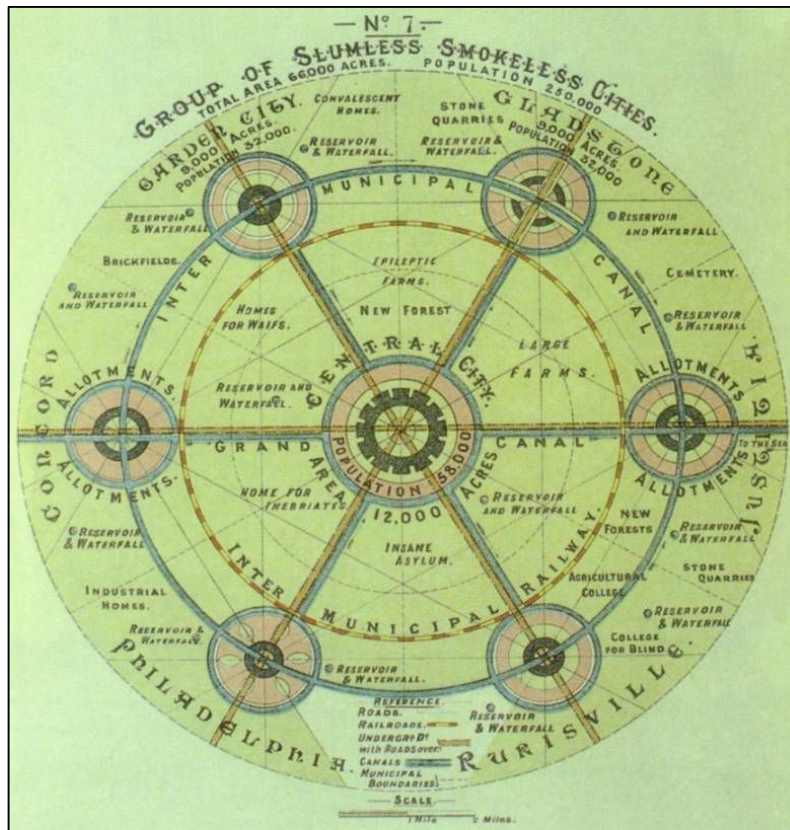 — Nº 7. —
GROUP OF SLUMLESS SMOKELESS CITIES.
TOTAL AREA 66,000 ACRES. POPULATION 250,000
GARDEN CITY.
9,000 ACRES.
POPULATION 32,000.
CONVALESCENT
HOMES.
STONE
QUARRIES
GLADSTONE
9,000 ACRES.
POPULATION
32,000
RESERVOIR
& WATERFALL.
RESERVOIR &
WATERFALL.
INTER MUNICIPAL CANAL
RESERVOIR
& WATERFALL
RESERVOIR
AND WATERFALL
BRICKFIELDS.
EPILEPTIC
FARMS.
CEMETERY.
RESERVOIR
AND WATERFALL
HOMES
FOR WAIFS.
NEW FOREST
RESERVOIR
& WATERFALL
LARGE
FARMS.
CENTRAL CITY.
CONCORD
ALLOTMENTS.
RESERVOIR AND
WATERFALL.
ALLOTMENTS
JUSTITIA
GRAND CANAL
TO THE SEA
POPULATION 58,000
AREA 12,000 ACRES
ALLOTMENTS.
ALLOTMENTS
HOME FOR
INEBRIATES.
RESERVOIR
AND WATERFALL
NEW
FORESTS
RESERVOIR
& WATERFALL
RESERVOIR
& WATERFALL
INSANE
ASYLUM.
INTER MUNICIPAL RAILWAY.
STONE
QUARRIES
INDUSTRIAL
HOMES.
AGRICULTURAL
COLLEGE
RESERVOIR
& WATERFALL
RESERVOIR &
WATERFALL.
COLLEGE
FOR BLIND.
RESERVOIR
& WATERFALL.
PHILADELPHIA.
RURISVILLE.
REFERENCE.
ROADS.
RAILROADS.
UNDERGRD Dº
WITH ROADS OVER
CANALS
MUNICIPAL
BOUNDARIES
RESERVOIR
& WATERFALL
— SCALE. —
1 MILE 2 MILES.